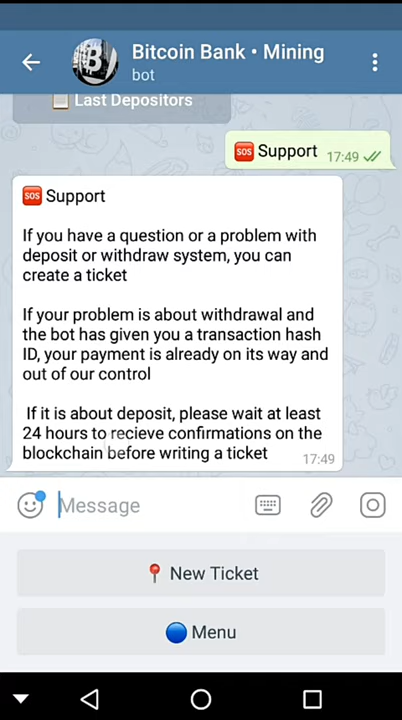 Bitcoin Bank • Mining
bot
Last Depositors
SOS Support
17:49
SOS Support
If you have a question or a problem with
deposit or withdraw system, you can
create a ticket
If your problem is about withdrawal and
the bot has given you a transaction hash
ID, your payment is already on its way and
out of our control
If it is about deposit, please wait at least
24 hours to recieve confirmations on the
blockchain before writing a ticket
17:49
Message
New Ticket
Menu